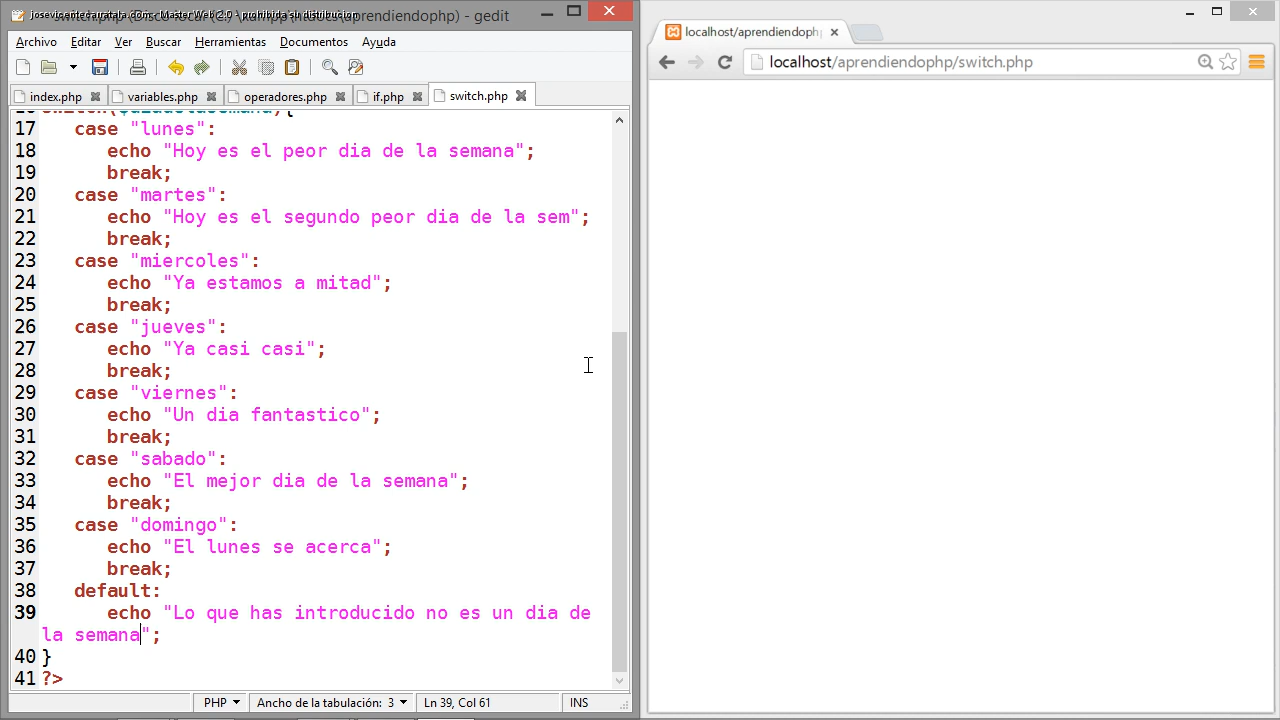 aprendiendophp) - gedit
Archivo Editar Ver Buscar Herramientas Documentos Ayuda
index.php variables.php operadores.php if.php switch.php
17 case "lunes":
18 echo "Hoy es el peor dia de la semana";
19 break;
20 case "martes":
21 echo "Hoy es el segundo peor dia de la sem";
22 break;
23 case "miercoles":
24 echo "Ya estamos a mitad";
25 break;
26 case "jueves":
27 echo "Ya casi casi";
28 break;
29 case "viernes":
30 echo "Un dia fantastico";
31 break;
32 case "sabado":
33 echo "El mejor dia de la semana";
34 break;
35 case "domingo":
36 echo "El lunes se acerca";
37 break;
38 default:
39 echo "Lo que has introducido no es un dia de
la semana";
40 }
41 ?>
PHP Ancho de la tabulación: 3 Ln 39, Col 61 INS
localhost/aprendiendoph
localhost/aprendiendophp/switch.php